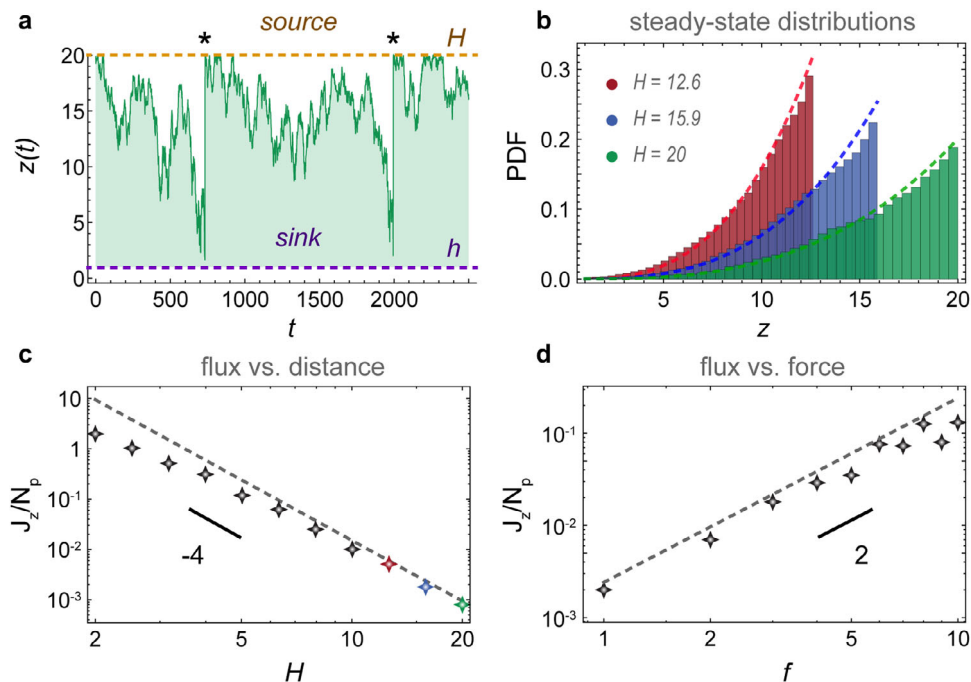 a
source
H
*
*
20
15
10
5
0
z(t)
sink
h
0
500
1000
1500
2000
t
b
steady-state distributions
0.3
0.2
0.1
0.0
PDF
H = 12.6
H = 15.9
H = 20
5
10
15
20
z
c
flux vs. distance
10
1
10⁻¹
10⁻²
10⁻³
J_z/N_p
-4
2
5
10
20
H
d
flux vs. force
10⁻¹
10⁻²
10⁻³
J_z/N_p
2
1
2
5
10
f